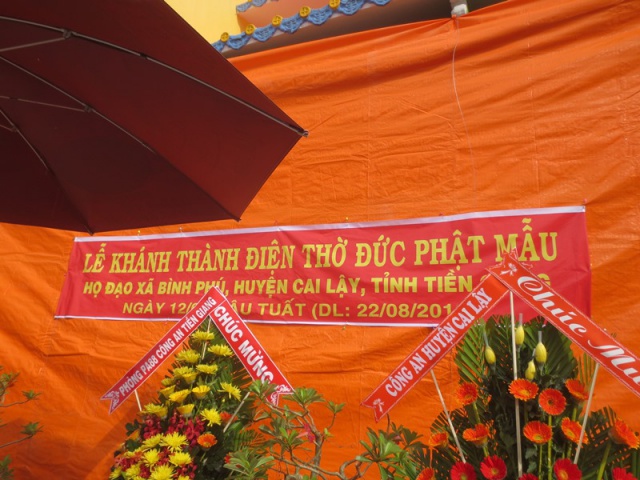 LỄ KHÁNH THÀNH ĐIỆN THỜ ĐỨC PHẬT MẪU
HỌ ĐẠO XÃ BÌNH PHÚ, HUYỆN CAI LẬY, TỈNH TIỀN
NGÀY 12/ ẬU TUẤT (DL: 22/08/201
PHÒNG PA88 CÔNG AN TIỀN GIANG
CHÚC MỪNG
CÔNG AN HUYỆN CAI LẬY
Chúc Mừ